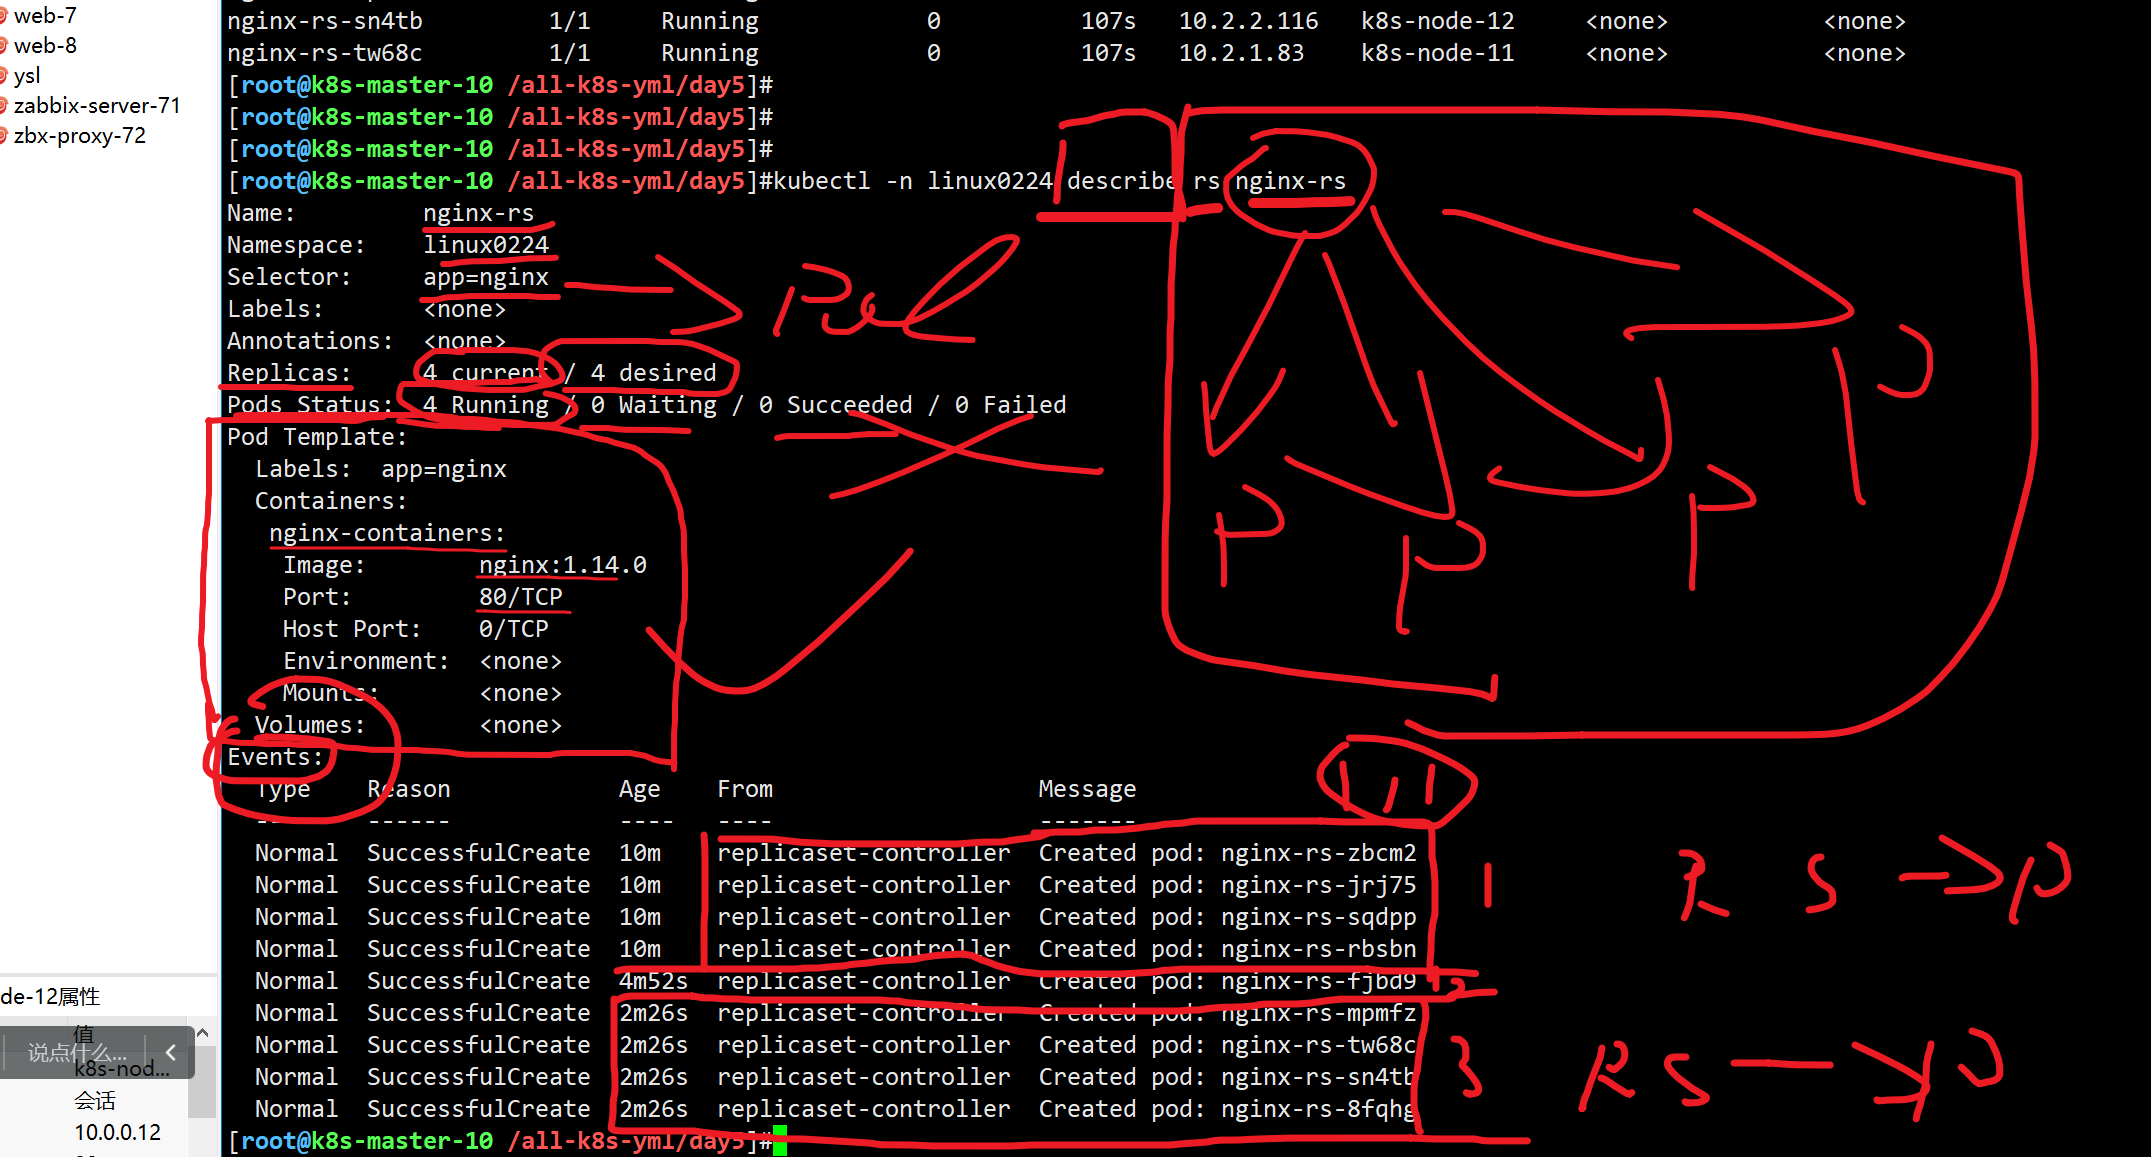 web-7
web-8
ysl
zabbix-server-71
zbx-proxy-72
de-12属性
值
说点什么...
k8s-nod...
会话
10.0.0.12
nginx-rs-sn4tb 1/1 Running 0 107s 10.2.2.116 k8s-node-12 <none> <none>
nginx-rs-tw68c 1/1 Running 0 107s 10.2.1.83 k8s-node-11 <none> <none>
[root@k8s-master-10 /all-k8s-yml/day5]#
[root@k8s-master-10 /all-k8s-yml/day5]#
[root@k8s-master-10 /all-k8s-yml/day5]#
[root@k8s-master-10 /all-k8s-yml/day5]#kubectl -n linux0224 describe rs nginx-rs
Name: nginx-rs
Namespace: linux0224
Selector: app=nginx
Labels: <none>
Annotations: <none>
Replicas: 4 current / 4 desired
Pods Status: 4 Running / 0 Waiting / 0 Succeeded / 0 Failed
Pod Template:
Labels: app=nginx
Containers:
nginx-containers:
Image: nginx:1.14.0
Port: 80/TCP
Host Port: 0/TCP
Environment: <none>
Mounts: <none>
Volumes: <none>
Events:
Type Reason Age From Message
---- ------ ---- ---- -------
Normal SuccessfulCreate 10m replicaset-controller Created pod: nginx-rs-zbcm2
Normal SuccessfulCreate 10m replicaset-controller Created pod: nginx-rs-jrj75
Normal SuccessfulCreate 10m replicaset-controller Created pod: nginx-rs-sqdpp
Normal SuccessfulCreate 10m replicaset-controller Created pod: nginx-rs-rbsbn
Normal SuccessfulCreate 4m52s replicaset-controller Created pod: nginx-rs-fjbd9
Normal SuccessfulCreate 2m26s replicaset-controller Created pod: nginx-rs-mpmfz
Normal SuccessfulCreate 2m26s replicaset-controller Created pod: nginx-rs-tw68c
Normal SuccessfulCreate 2m26s replicaset-controller Created pod: nginx-rs-sn4tb
Normal SuccessfulCreate 2m26s replicaset-controller Created pod: nginx-rs-8fqhg
[root@k8s-master-10 /all-k8s-yml/day5]#
P
P
P
P
1 RS → P
2
3 RS → P